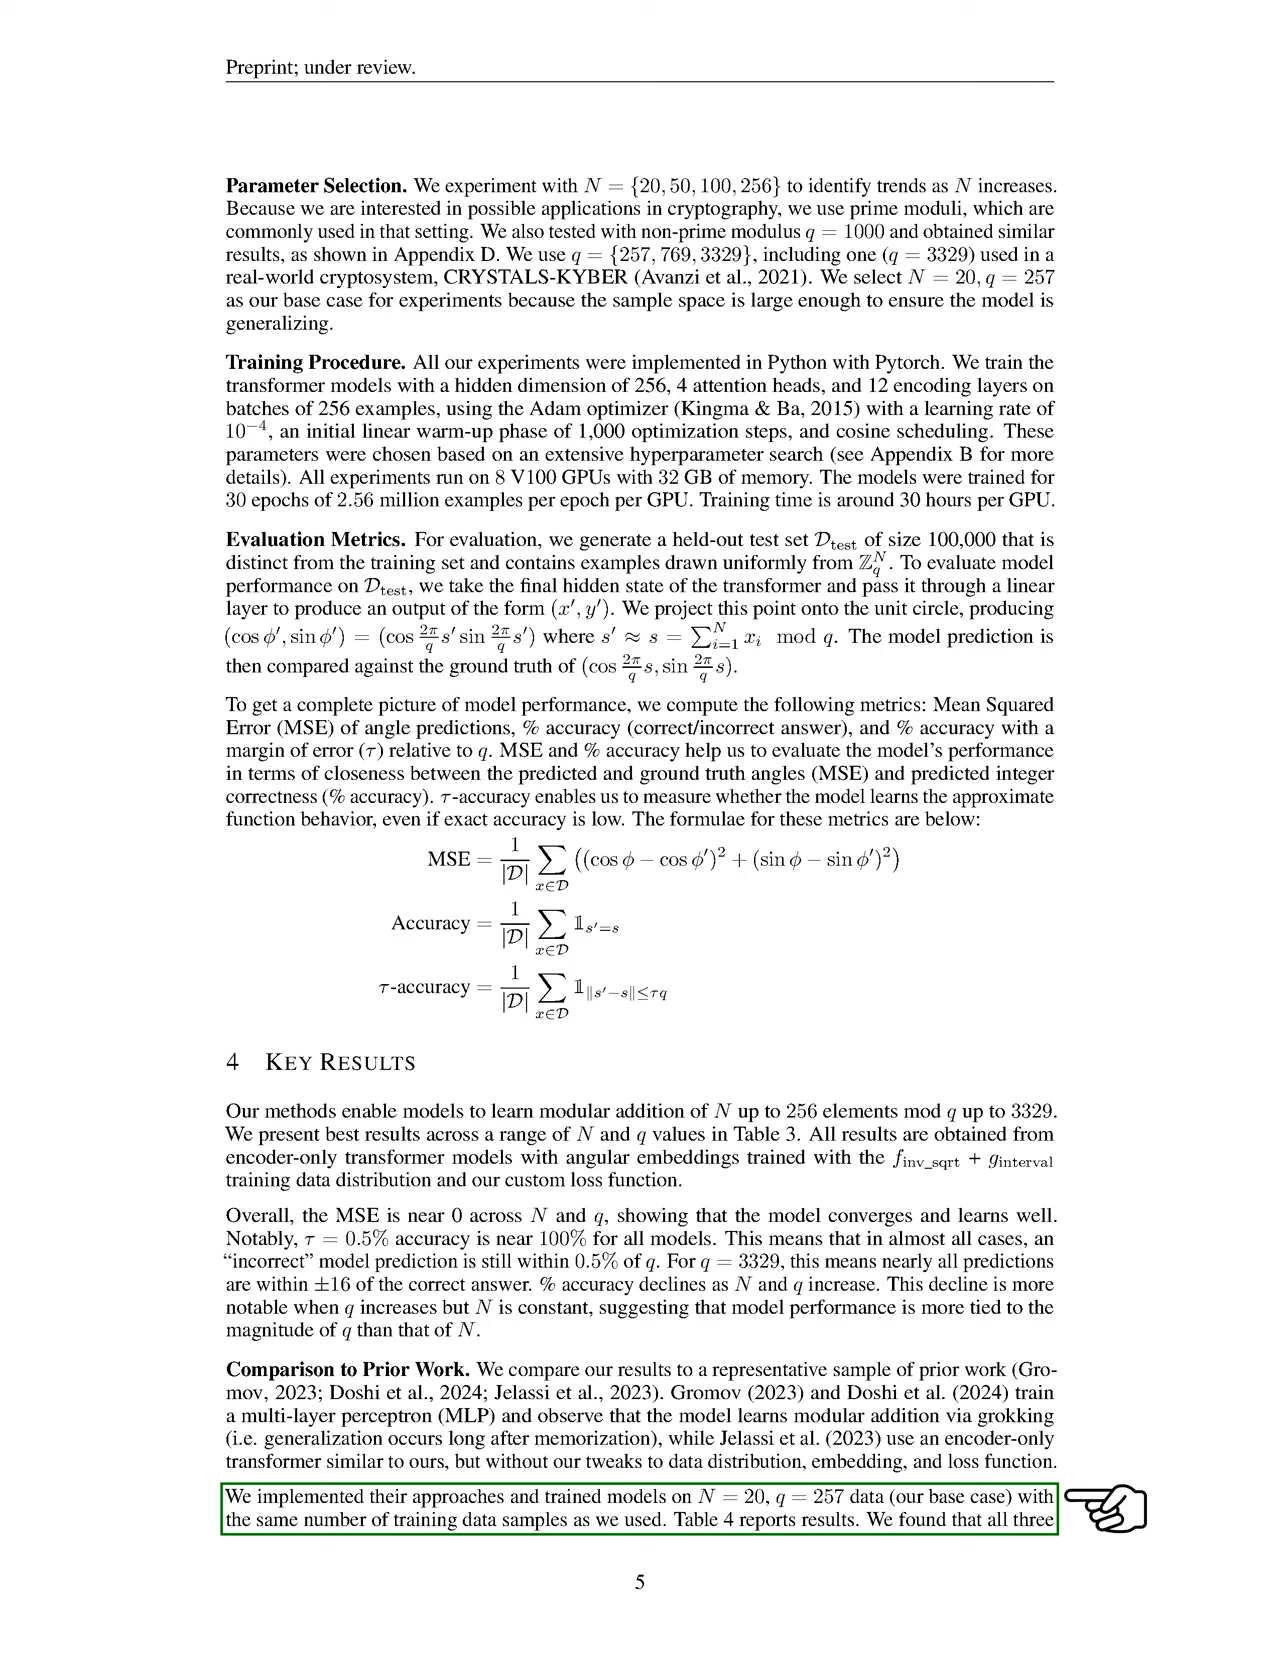 Preprint; under review.
Parameter Selection. We experiment with N = {20, 50, 100, 256} to identify trends as N increases.
Because we are interested in possible applications in cryptography, we use prime moduli, which are
commonly used in that setting. We also tested with non-prime modulus q = 1000 and obtained similar
results, as shown in Appendix D. We use q = {257, 769, 3329}, including one (q = 3329) used in a
real-world cryptosystem, CRYSTALS-KYBER (Avanzi et al., 2021). We select N = 20, q = 257
as our base case for experiments because the sample space is large enough to ensure the model is
generalizing.
Training Procedure. All our experiments were implemented in Python with Pytorch. We train the
transformer models with a hidden dimension of 256, 4 attention heads, and 12 encoding layers on
batches of 256 examples, using the Adam optimizer (Kingma & Ba, 2015) with a learning rate of
10⁻⁴, an initial linear warm-up phase of 1,000 optimization steps, and cosine scheduling. These
parameters were chosen based on an extensive hyperparameter search (see Appendix B for more
details). All experiments run on 8 V100 GPUs with 32 GB of memory. The models were trained for
30 epochs of 2.56 million examples per epoch per GPU. Training time is around 30 hours per GPU.
Evaluation Metrics. For evaluation, we generate a held-out test set 𝒟_test of size 100,000 that is
distinct from the training set and contains examples drawn uniformly from ℤ_q^N. To evaluate model
performance on 𝒟_test, we take the final hidden state of the transformer and pass it through a linear
layer to produce an output of the form (x′, y′). We project this point onto the unit circle, producing
(cos ϕ′, sin ϕ′) = (cos 2π/q s′ sin 2π/q s′) where s′ ≈ s = ∑_{i=1}^N x_i mod q. The model prediction is
then compared against the ground truth of (cos 2π/q s, sin 2π/q s).
To get a complete picture of model performance, we compute the following metrics: Mean Squared
Error (MSE) of angle predictions, % accuracy (correct/incorrect answer), and % accuracy with a
margin of error (τ) relative to q. MSE and % accuracy help us to evaluate the model's performance
in terms of closeness between the predicted and ground truth angles (MSE) and predicted integer
correctness (% accuracy). τ-accuracy enables us to measure whether the model learns the approximate
function behavior, even if exact accuracy is low. The formulae for these metrics are below:
MSE = 1/|𝒟| ∑_{x∈𝒟} ((cos ϕ − cos ϕ′)² + (sin ϕ − sin ϕ′)²)
Accuracy = 1/|𝒟| ∑_{x∈𝒟} 𝟙_{s′=s}
τ-accuracy = 1/|𝒟| ∑_{x∈𝒟} 𝟙_{‖s′−s‖≤τq}
4 KEY RESULTS
Our methods enable models to learn modular addition of N up to 256 elements mod q up to 3329.
We present best results across a range of N and q values in Table 3. All results are obtained from
encoder-only transformer models with angular embeddings trained with the f_inv_sqrt + g_interval
training data distribution and our custom loss function.
Overall, the MSE is near 0 across N and q, showing that the model converges and learns well.
Notably, τ = 0.5% accuracy is near 100% for all models. This means that in almost all cases, an
“incorrect” model prediction is still within 0.5% of q. For q = 3329, this means nearly all predictions
are within ±16 of the correct answer. % accuracy declines as N and q increase. This decline is more
notable when q increases but N is constant, suggesting that model performance is more tied to the
magnitude of q than that of N.
Comparison to Prior Work. We compare our results to a representative sample of prior work (Gro-
mov, 2023; Doshi et al., 2024; Jelassi et al., 2023). Gromov (2023) and Doshi et al. (2024) train
a multi-layer perceptron (MLP) and observe that the model learns modular addition via grokking
(i.e. generalization occurs long after memorization), while Jelassi et al. (2023) use an encoder-only
transformer similar to ours, but without our tweaks to data distribution, embedding, and loss function.
We implemented their approaches and trained models on N = 20, q = 257 data (our base case) with
the same number of training data samples as we used. Table 4 reports results. We found that all three
5